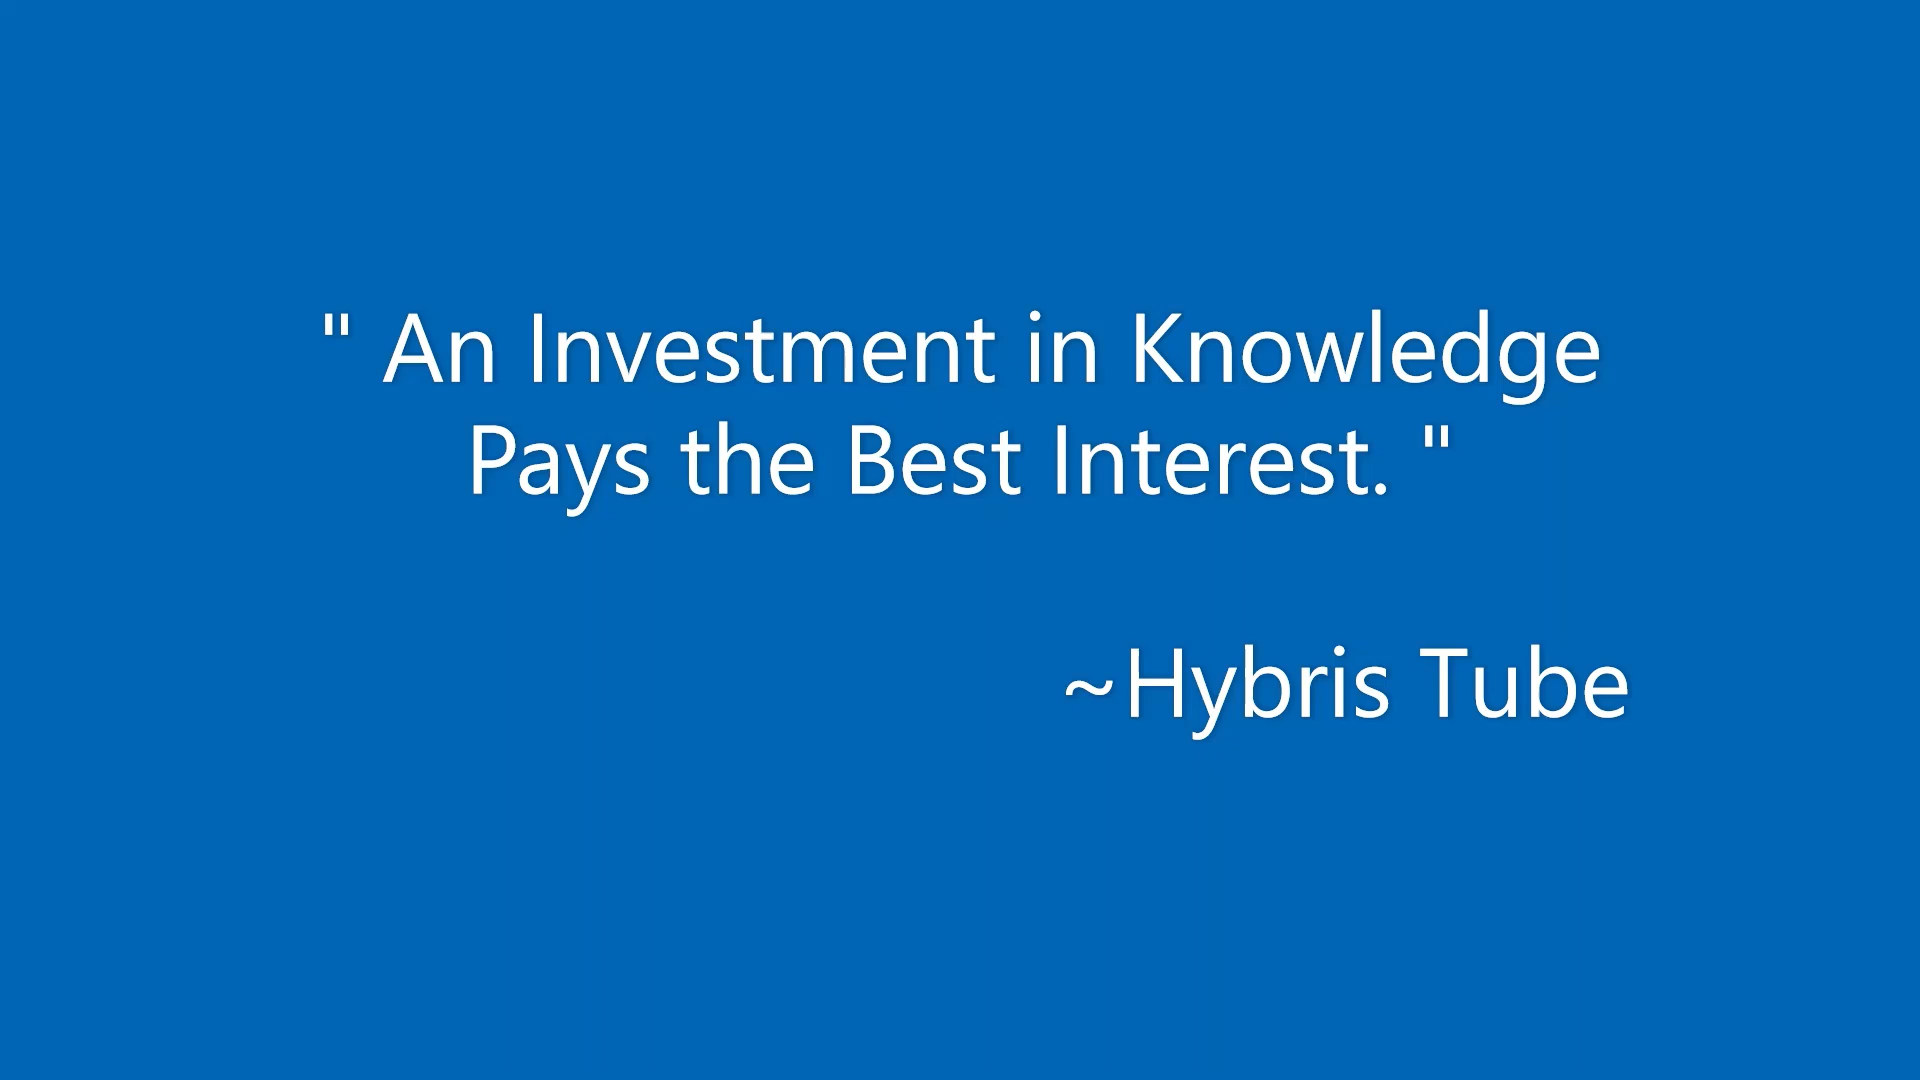 " An Investment in Knowledge
Pays the Best Interest. "
~Hybris Tube